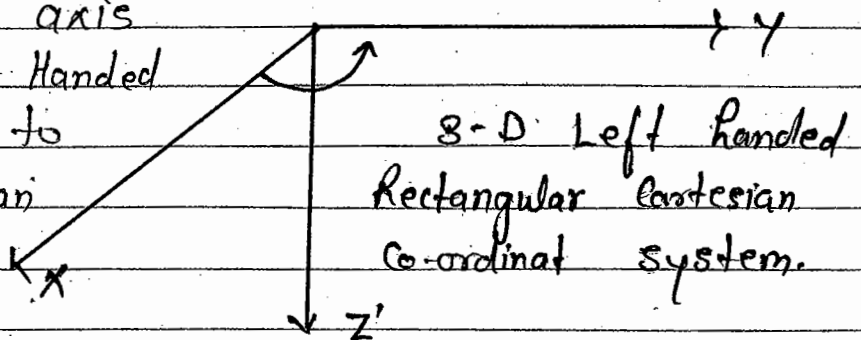 axis
Y
Handed
to
3-D Left handed
an
Rectangular Cartesian
Co-ordinat system.
X
Z'